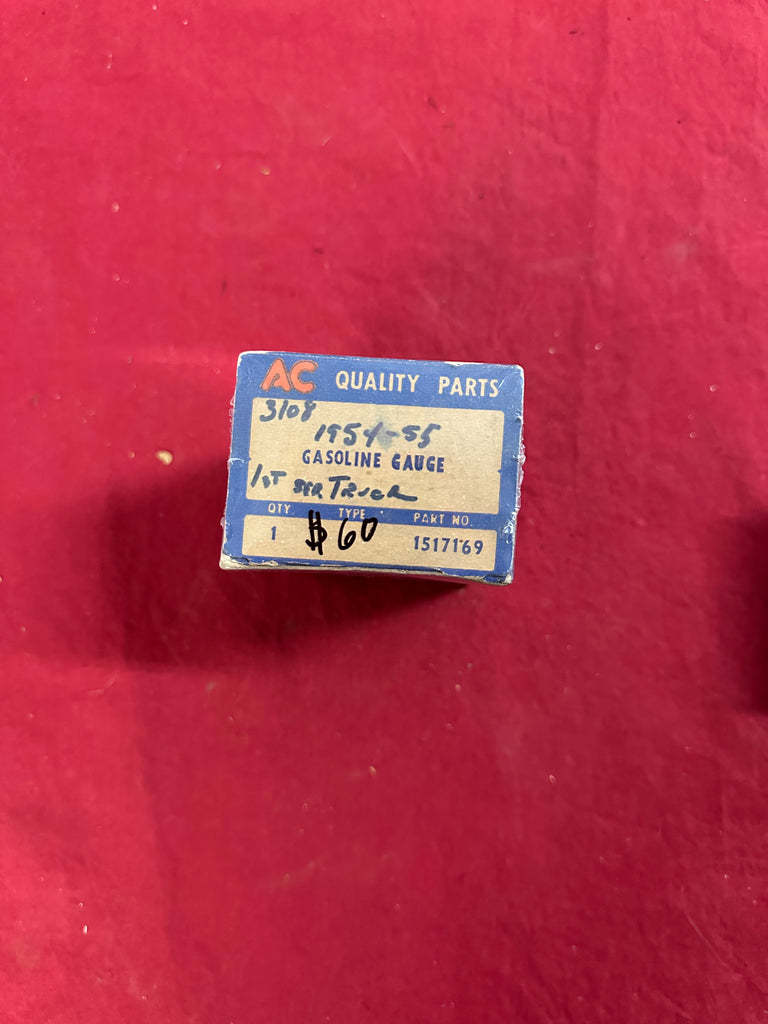 AC QUALITY PARTS
3108
1954-55
GASOLINE GAUGE
1ST SER TRUCK
QTY. TYPE PART NO.
1 $60 1517169